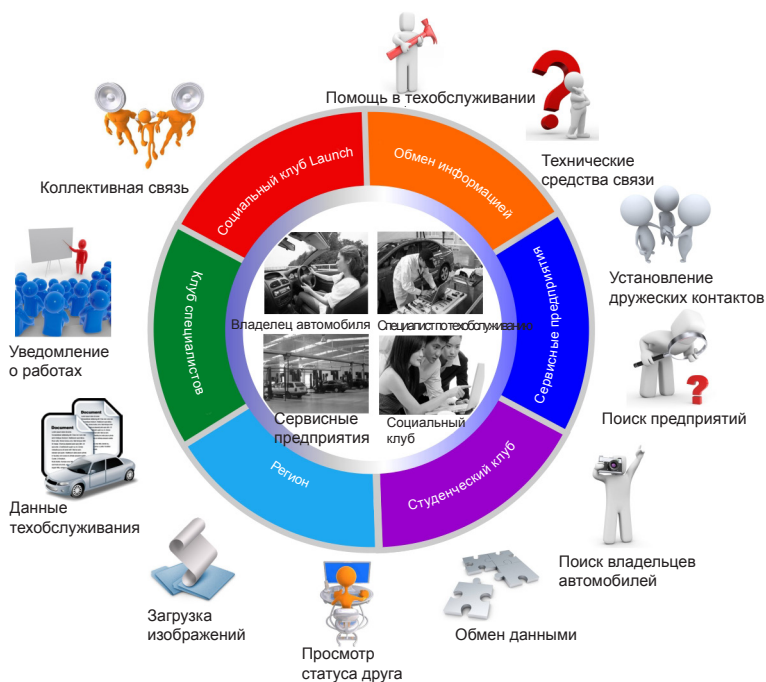 Помощь в техобслуживании
Технические
средства связи
Коллективная связь
Социальный клуб Launch
Обмен информацией
Установление
дружеских контактов
Клуб специалистов
Сервисные предприятия
Владелец автомобиля
Специалист по техобслуживанию
Уведомление
о работах
Поиск предприятий
Сервисные
предприятия
Социальный
клуб
Document
Document
Регион
Студенческий клуб
Данные
техобслуживания
Поиск владельцев
автомобилей
Загрузка
изображений
Обмен данными
Просмотр
статуса друга